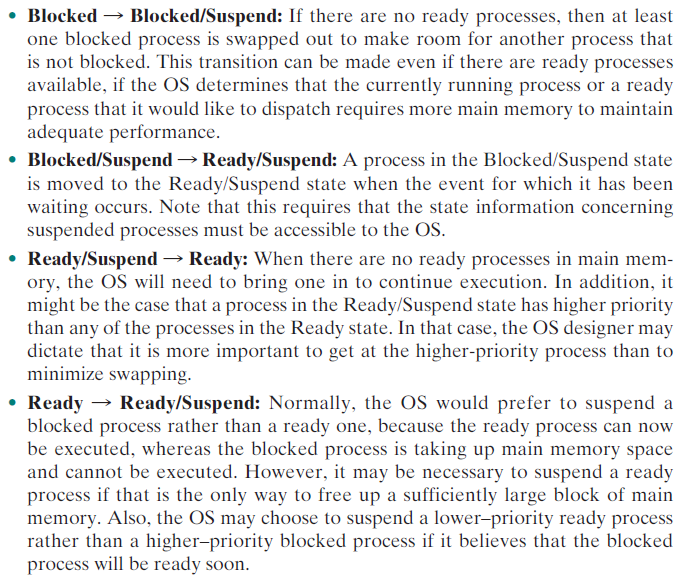 • Blocked → Blocked/Suspend: If there are no ready processes, then at least
one blocked process is swapped out to make room for another process that
is not blocked. This transition can be made even if there are ready processes
available, if the OS determines that the currently running process or a ready
process that it would like to dispatch requires more main memory to maintain
adequate performance.
• Blocked/Suspend → Ready/Suspend: A process in the Blocked/Suspend state
is moved to the Ready/Suspend state when the event for which it has been
waiting occurs. Note that this requires that the state information concerning
suspended processes must be accessible to the OS.
• Ready/Suspend → Ready: When there are no ready processes in main mem-
ory, the OS will need to bring one in to continue execution. In addition, it
might be the case that a process in the Ready/Suspend state has higher priority
than any of the processes in the Ready state. In that case, the OS designer may
dictate that it is more important to get at the higher-priority process than to
minimize swapping.
• Ready → Ready/Suspend: Normally, the OS would prefer to suspend a
blocked process rather than a ready one, because the ready process can now
be executed, whereas the blocked process is taking up main memory space
and cannot be executed. However, it may be necessary to suspend a ready
process if that is the only way to free up a sufficiently large block of main
memory. Also, the OS may choose to suspend a lower–priority ready process
rather than a higher–priority blocked process if it believes that the blocked
process will be ready soon.